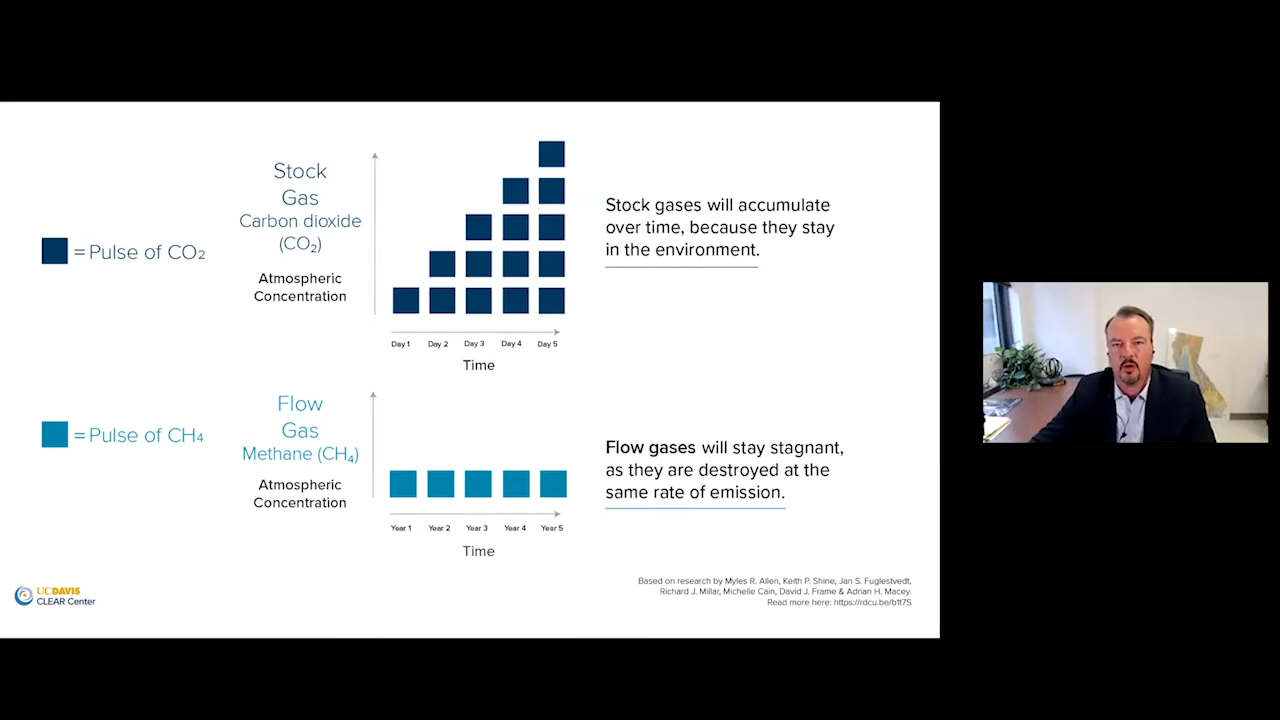 Stock
Gas
Carbon dioxide
(CO₂)
= Pulse of CO₂
Atmospheric
Concentration
Day 1 Day 2 Day 3 Day 4 Day 5
Time
Stock gases will accumulate
over time, because they stay
in the environment.
Flow
Gas
Methane (CH₄)
= Pulse of CH₄
Atmospheric
Concentration
Year 1 Year 2 Year 3 Year 4 Year 5
Time
Flow gases will stay stagnant,
as they are destroyed at the
same rate of emission.
Based on research by Myles R. Allen, Keith P. Shine, Jan S. Fuglestvedt,
Richard J. Millar, Michelle Cain, David J. Frame & Adrian H. Macey.
Read more here: https://rdcu.be/b1t7S
UCDAVIS
CLEAR Center